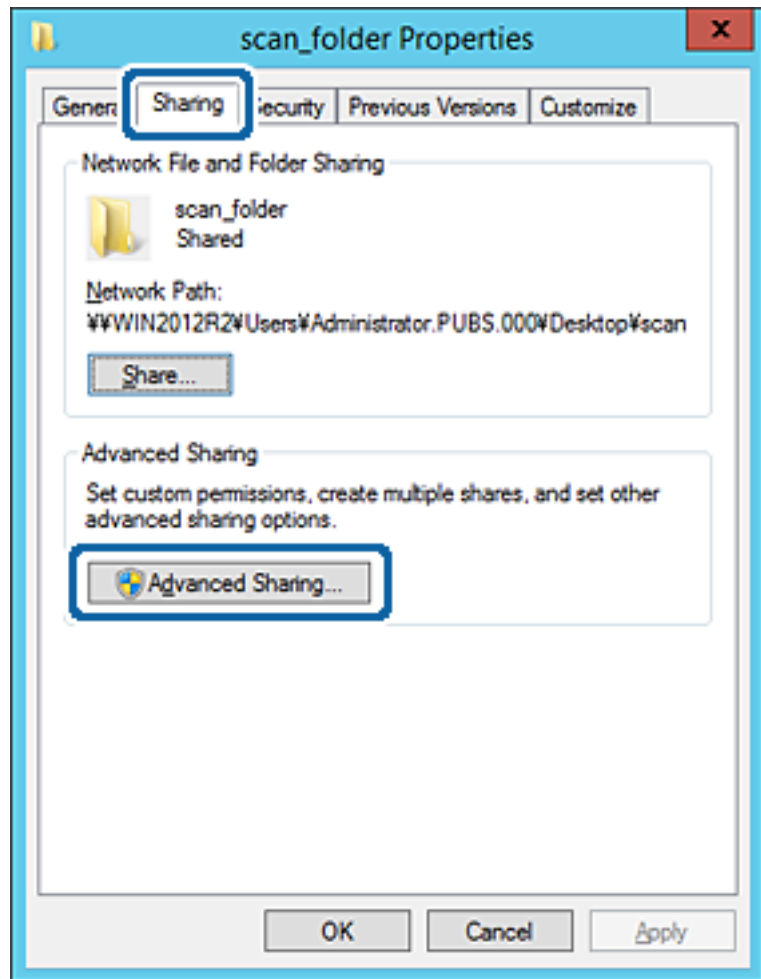 scan_folder Properties
x
Genera Sharing Security Previous Versions Customize
Network File and Folder Sharing
scan_folder
Shared
Network Path:
¥¥WIN2012R2¥Users¥Administrator.PUBS.000¥Desktop¥scan
Share...
Advanced Sharing
Set custom permissions, create multiple shares, and set other
advanced sharing options.
Advanced Sharing...
OK Cancel Apply